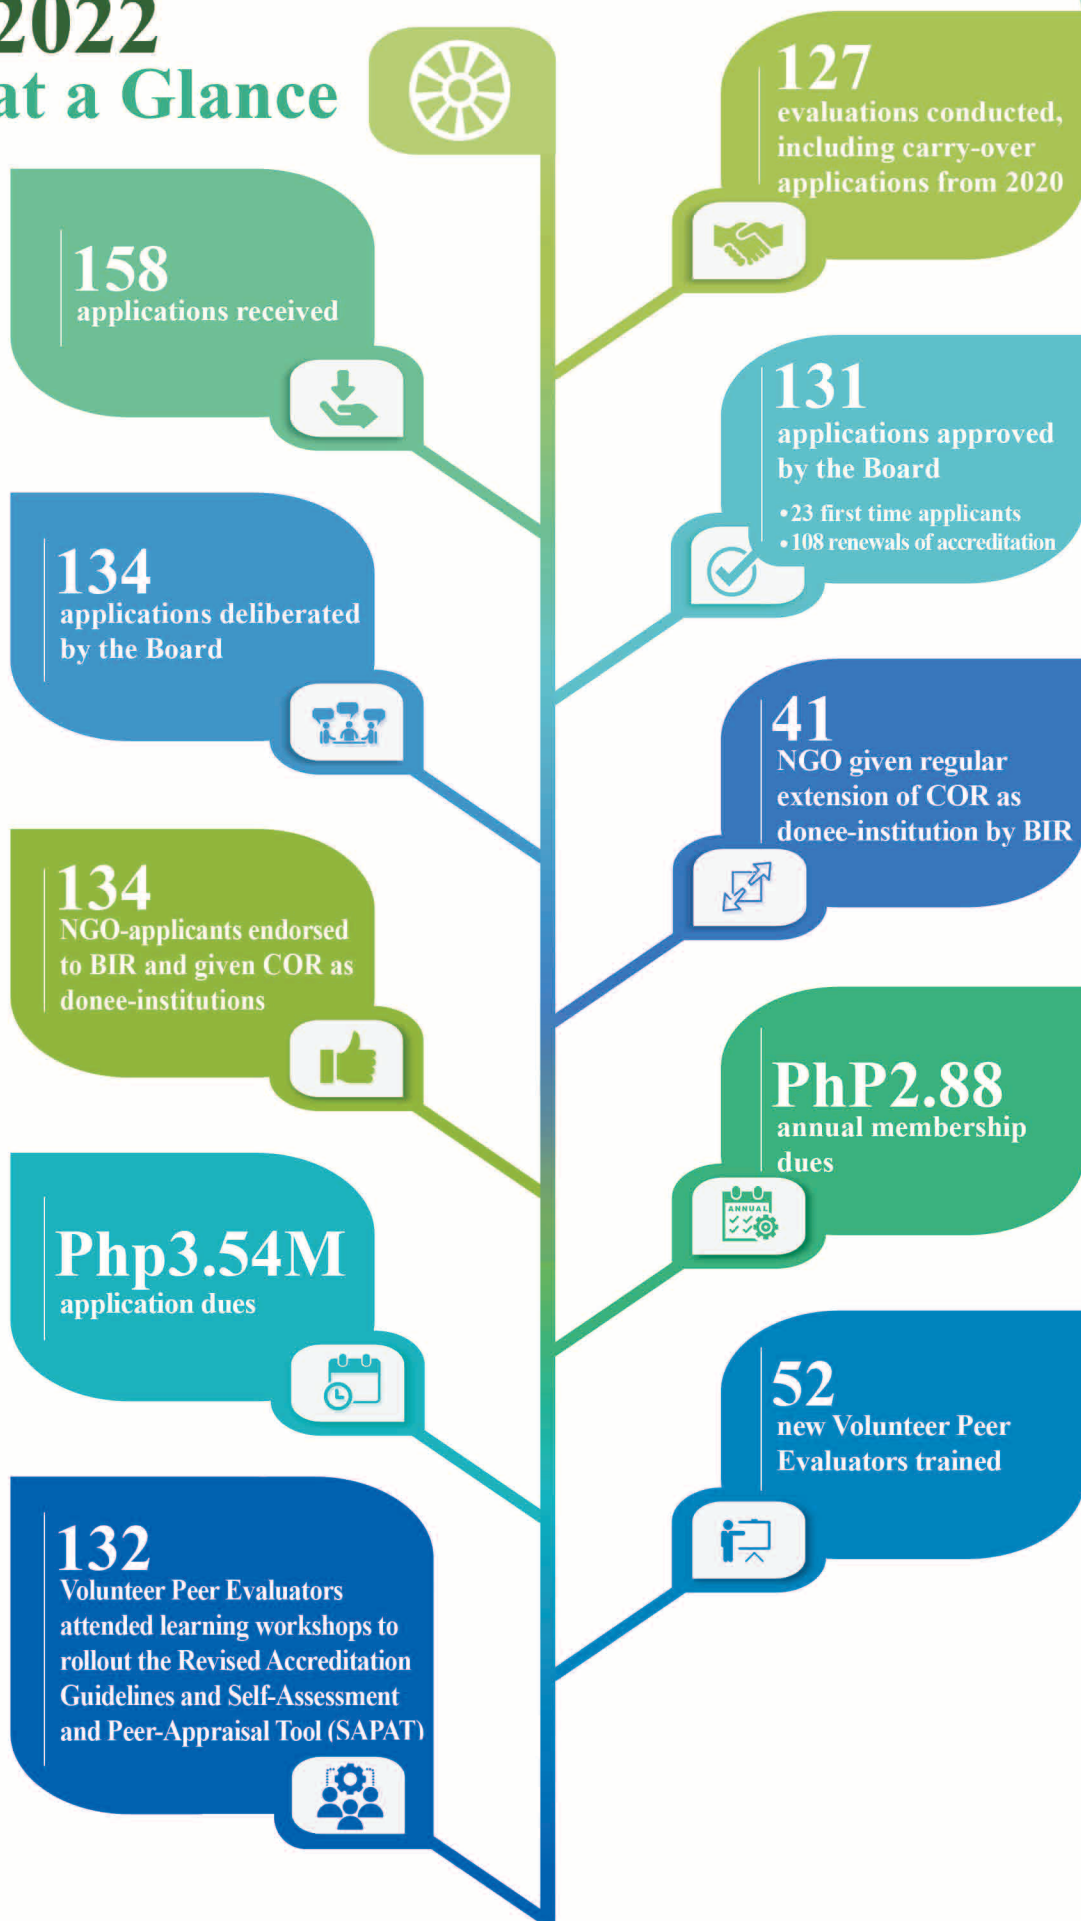 2022
at a Glance
127
evaluations conducted,
including carry-over
applications from 2020
158
applications received
131
applications approved
by the Board
•23 first time applicants
•108 renewals of accreditation
134
applications deliberated
by the Board
41
NGO given regular
extension of COR as
donee-institution by BIR
134
NGO-applicants endorsed
to BIR and given COR as
donee-institutions
PhP2.88
annual membership
dues
ANNUAL
Php3.54M
application dues
52
new Volunteer Peer
Evaluators trained
132
Volunteer Peer Evaluators
attended learning workshops to
rollout the Revised Accreditation
Guidelines and Self-Assessment
and Peer-Appraisal Tool (SAPAT)